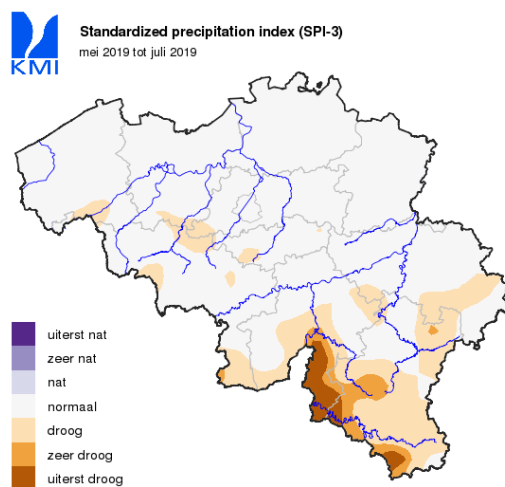 KMI
Standardized precipitation index (SPI-3)
mei 2019 tot juli 2019
uiterst nat
zeer nat
nat
normaal
droog
zeer droog
uiterst droog